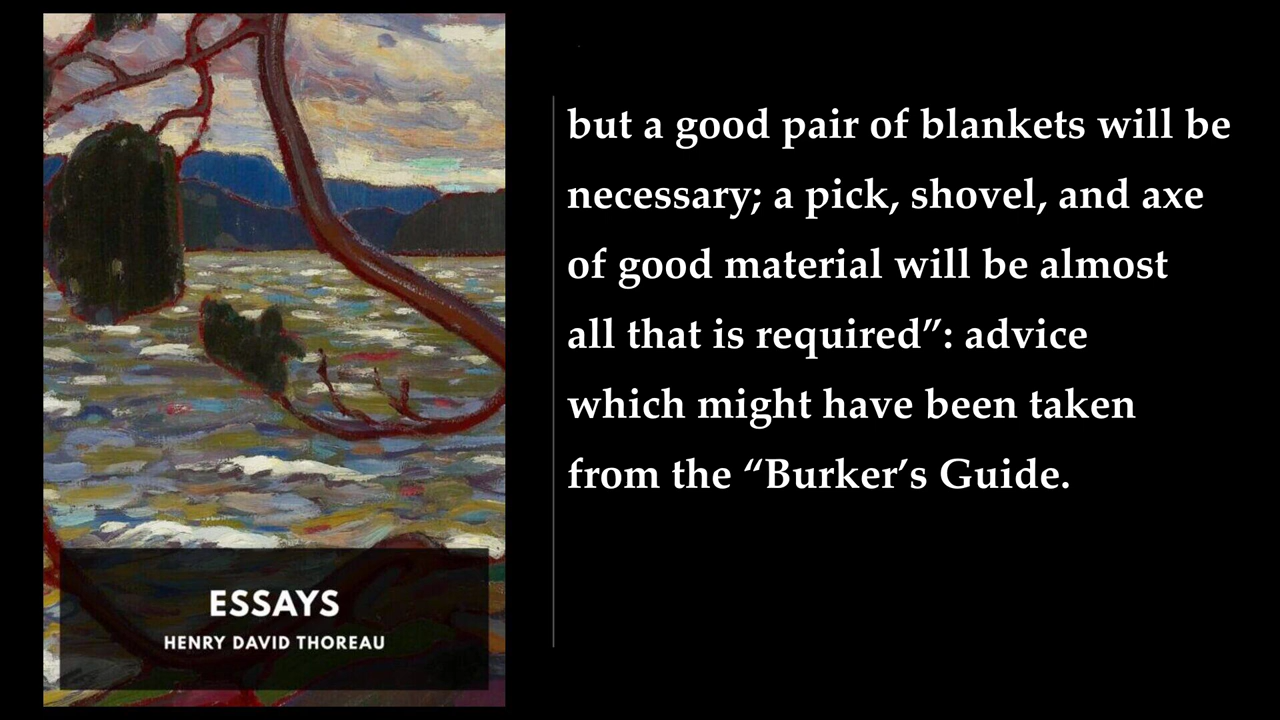 but a good pair of blankets will be
necessary; a pick, shovel, and axe
of good material will be almost
all that is required”: advice
which might have been taken
from the “Burker’s Guide.
ESSAYS
HENRY DAVID THOREAU